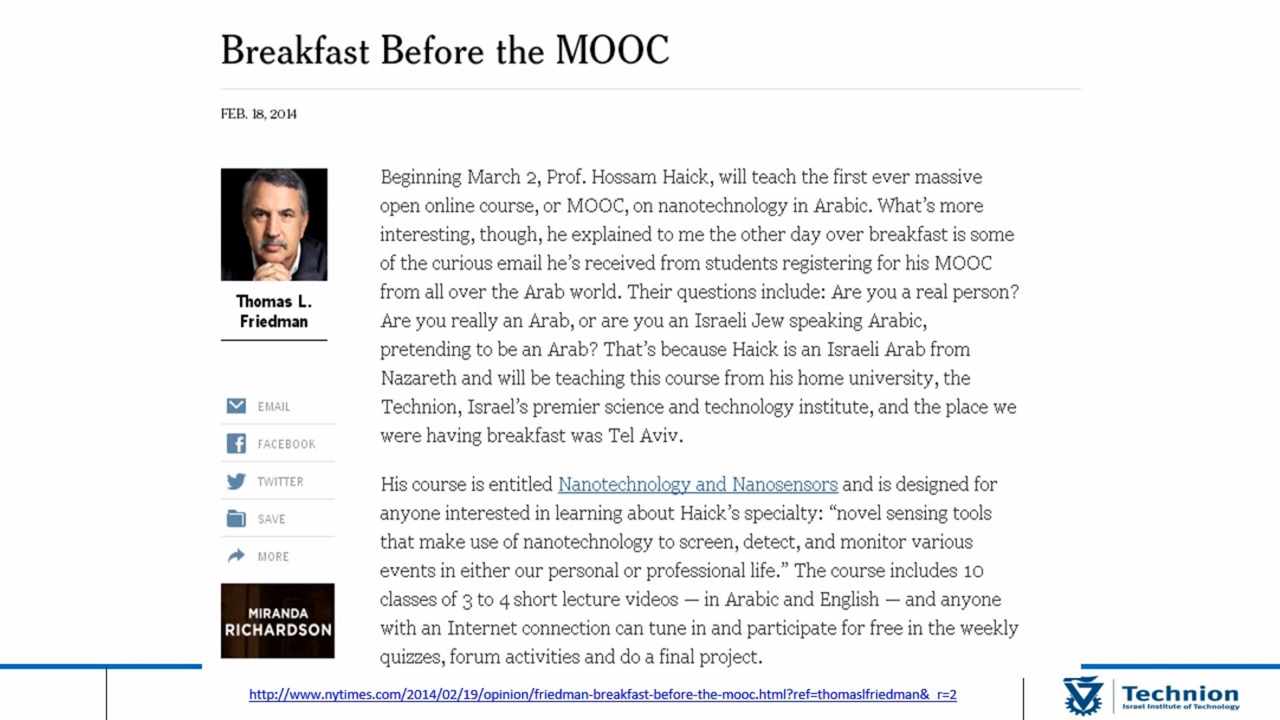 Breakfast Before the MOOC
FEB. 18, 2014
Thomas L.
Friedman
EMAIL
FACEBOOK
TWITTER
SAVE
MORE
MIRANDA
RICHARDSON
Beginning March 2, Prof. Hossam Haick, will teach the first ever massive
open online course, or MOOC, on nanotechnology in Arabic. What’s more
interesting, though, he explained to me the other day over breakfast is some
of the curious email he’s received from students registering for his MOOC
from all over the Arab world. Their questions include: Are you a real person?
Are you really an Arab, or are you an Israeli Jew speaking Arabic,
pretending to be an Arab? That’s because Haick is an Israeli Arab from
Nazareth and will be teaching this course from his home university, the
Technion, Israel’s premier science and technology institute, and the place we
were having breakfast was Tel Aviv.
His course is entitled Nanotechnology and Nanosensors and is designed for
anyone interested in learning about Haick’s specialty: “novel sensing tools
that make use of nanotechnology to screen, detect, and monitor various
events in either our personal or professional life.” The course includes 10
classes of 3 to 4 short lecture videos — in Arabic and English — and anyone
with an Internet connection can tune in and participate for free in the weekly
quizzes, forum activities and do a final project.
http://www.nytimes.com/2014/02/19/opinion/friedman-breakfast-before-the-mooc.html?ref=thomaslfriedman&_r=2
Technion
Israel Institute of Technology